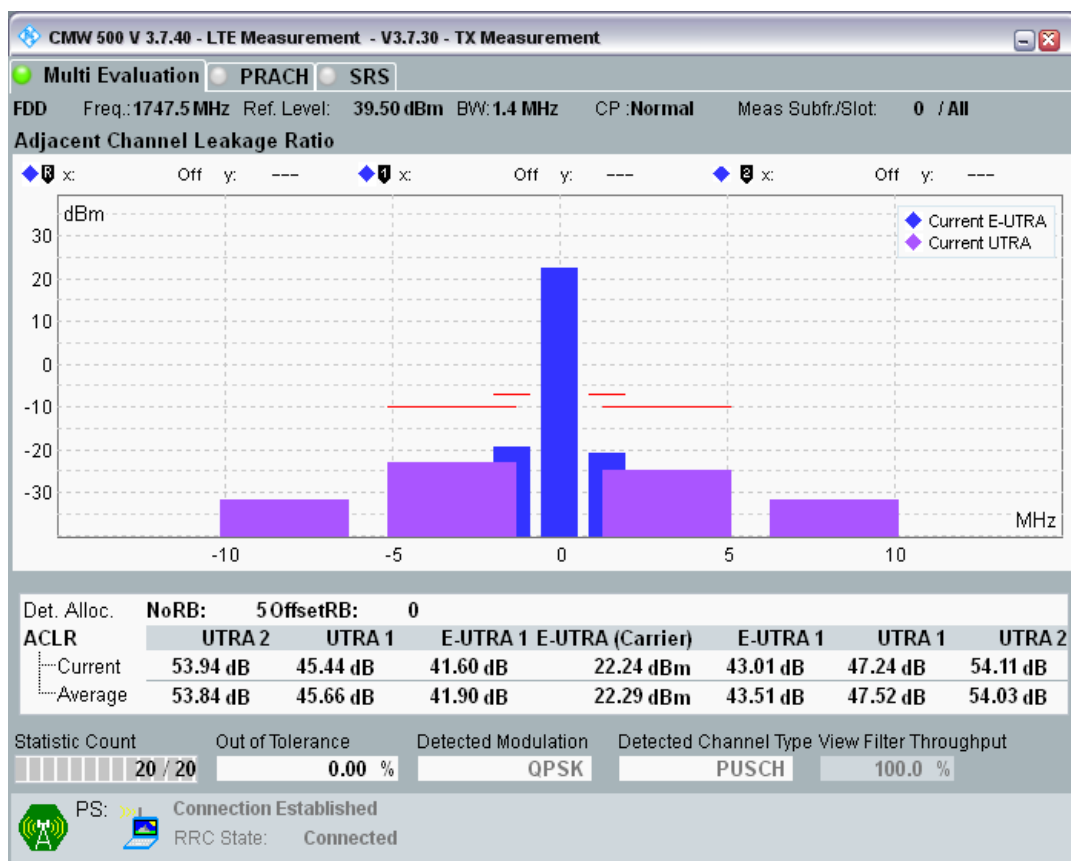 CMW 500 V 3.7.40 - LTE Measurement - V3.7.30 - TX Measurement
Multi Evaluation PRACH SRS
FDD Freq.: 1747.5 MHz Ref. Level: 39.50 dBm BW: 1.4 MHz CP :Normal Meas Subfr./Slot: 0 / All
Adjacent Channel Leakage Ratio
R x: Off y: --- 1 x: Off y: --- 2 x: Off y: ---
dBm
Current E-UTRA
Current UTRA
30
20
10
0
-10
-20
-30
MHz
-10 -5 0 5 10
Det. Alloc. NoRB: 5 OffsetRB: 0
ACLR UTRA 2 UTRA 1 E-UTRA 1 E-UTRA (Carrier) E-UTRA 1 UTRA 1 UTRA 2
Current 53.94 dB 45.44 dB 41.60 dB 22.24 dBm 43.01 dB 47.24 dB 54.11 dB
Average 53.84 dB 45.66 dB 41.90 dB 22.29 dBm 43.51 dB 47.52 dB 54.03 dB
Statistic Count Out of Tolerance Detected Modulation Detected Channel Type View Filter Throughput
20 / 20 0.00 % QPSK PUSCH 100.0 %
PS: Connection Established
RRC State: Connected